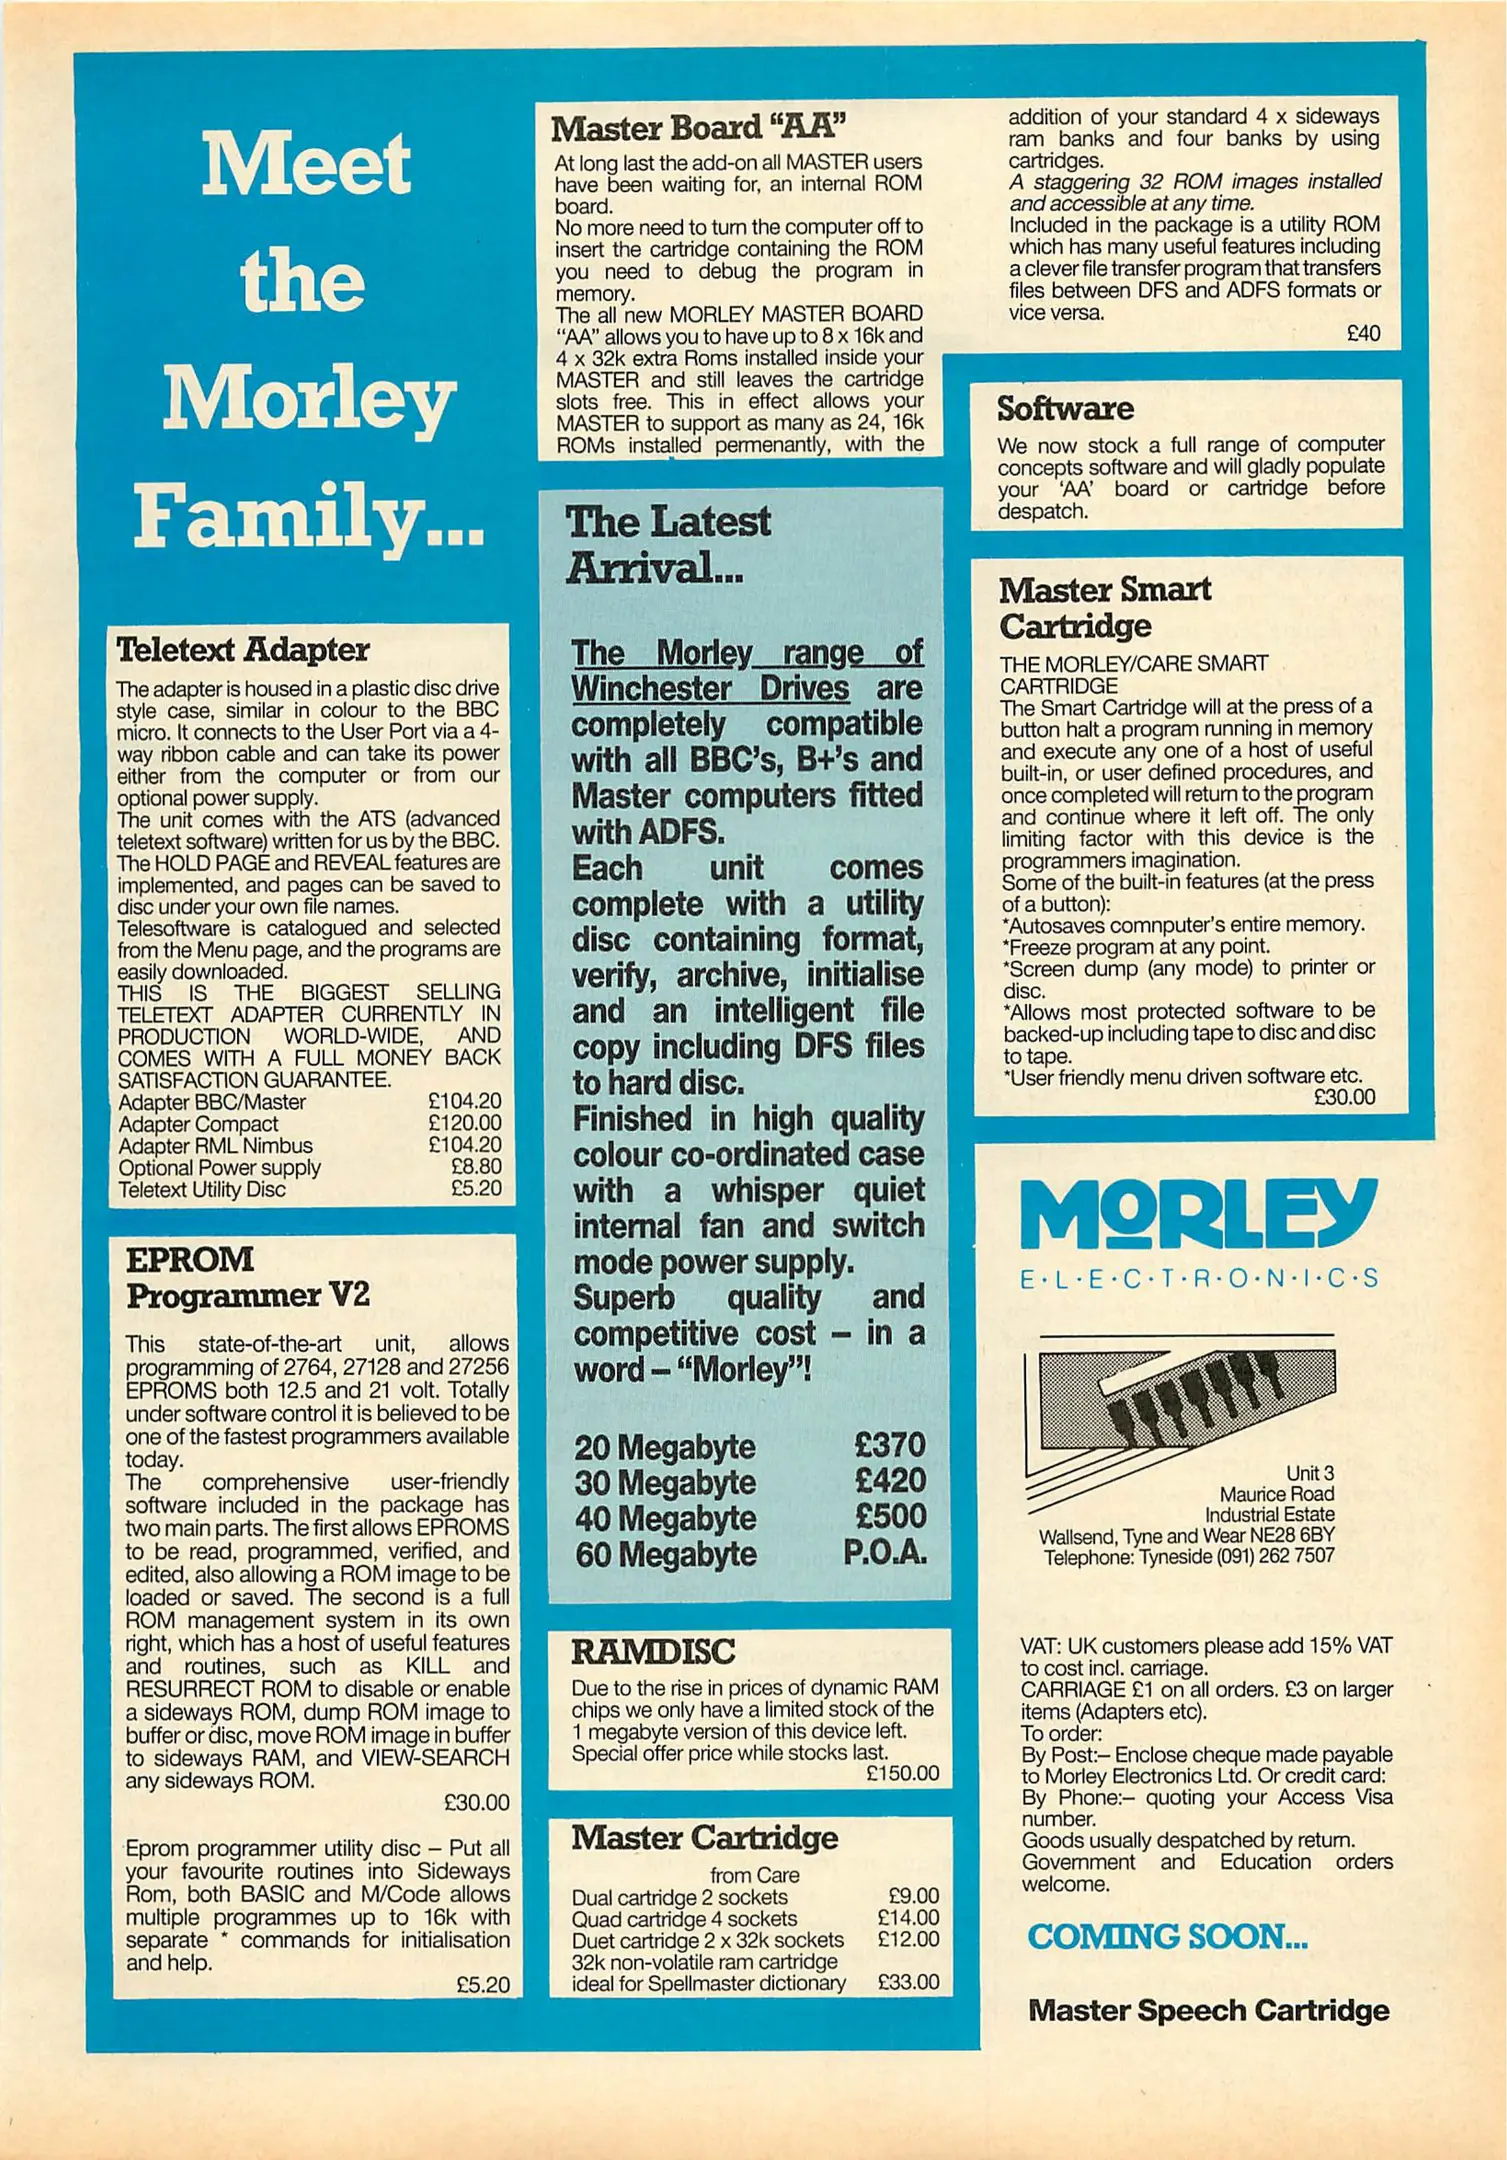 Meet
the
Morley
Family...
Teletext Adapter
The adapter is housed in a plastic disc drive
style case, similar in colour to the BBC
micro. It connects to the User Port via a 4-
way ribbon cable and can take its power
either from the computer or from our
optional power supply.
The unit comes with the ATS (advanced
teletext software) written for us by the BBC.
The HOLD PAGE and REVEAL features are
implemented, and pages can be saved to
disc under your own file names.
Telesoftware is catalogued and selected
from the Menu page, and the programs are
easily downloaded.
THIS IS THE BIGGEST SELLING
TELETEXT ADAPTER CURRENTLY IN
PRODUCTION WORLD-WIDE, AND
COMES WITH A FULL MONEY BACK
SATISFACTION GUARANTEE.
Adapter BBC/Master £104.20
Adapter Compact £120.00
Adapter RML Nimbus £104.20
Optional Power supply £8.80
Teletext Utility Disc £5.20
EPROM
Programmer V2
This state-of-the-art unit, allows
programming of 2764, 27128 and 27256
EPROMS both 12.5 and 21 volt. Totally
under software control it is believed to be
one of the fastest programmers available
today.
The comprehensive user-friendly
software included in the package has
two main parts. The first allows EPROMS
to be read, programmed, verified, and
edited, also allowing a ROM image to be
loaded or saved. The second is a full
ROM management system in its own
right, which has a host of useful features
and routines, such as KILL and
RESURRECT ROM to disable or enable
a sideways ROM, dump ROM image to
buffer or disc, move ROM image in buffer
to sideways RAM, and VIEW-SEARCH
any sideways ROM.
£30.00
Eprom programmer utility disc – Put all
your favourite routines into Sideways
Rom, both BASIC and M/Code allows
multiple programmes up to 16k with
separate * commands for initialisation
and help.
£5.20
Master Board “AA”
At long last the add-on all MASTER users
have been waiting for, an internal ROM
board.
No more need to turn the computer off to
insert the cartridge containing the ROM
you need to debug the program in
memory.
The all new MORLEY MASTER BOARD
“AA” allows you to have up to 8 x 16k and
4 x 32k extra Roms installed inside your
MASTER and still leaves the cartridge
slots free. This in effect allows your
MASTER to support as many as 24, 16k
ROMs installed permenantly, with the
addition of your standard 4 x sideways
ram banks and four banks by using
cartridges.
A staggering 32 ROM images installed
and accessible at any time.
Included in the package is a utility ROM
which has many useful features including
a clever file transfer program that transfers
files between DFS and ADFS formats or
vice versa.
£40
The Latest
Arrival...
The Morley range of
Winchester Drives are
completely compatible
with all BBC's, B+'s and
Master computers fitted
with ADFS.
Each unit comes
complete with a utility
disc containing format,
verify, archive, initialise
and an intelligent file
copy including DFS files
to hard disc.
Finished in high quality
colour co-ordinated case
with a whisper quiet
internal fan and switch
mode power supply.
Superb quality and
competitive cost – in a
word – “Morley”!
20 Megabyte £370
30 Megabyte £420
40 Megabyte £500
60 Megabyte P.O.A.
RAMDISC
Due to the rise in prices of dynamic RAM
chips we only have a limited stock of the
1 megabyte version of this device left.
Special offer price while stocks last.
£150.00
Master Cartridge
from Care
Dual cartridge 2 sockets £9.00
Quad cartridge 4 sockets £14.00
Duet cartridge 2 x 32k sockets £12.00
32k non-volatile ram cartridge
ideal for Spellmaster dictionary £33.00
Software
We now stock a full range of computer
concepts software and will gladly populate
your ‘AA’ board or cartridge before
despatch.
Master Smart
Cartridge
THE MORLEY/CARE SMART
CARTRIDGE
The Smart Cartridge will at the press of a
button halt a program running in memory
and execute any one of a host of useful
built-in, or user defined procedures, and
once completed will return to the program
and continue where it left off. The only
limiting factor with this device is the
programmers imagination.
Some of the built-in features (at the press
of a button):
*Autosaves comnputer's entire memory.
*Freeze program at any point.
*Screen dump (any mode) to printer or
disc.
*Allows most protected software to be
backed-up including tape to disc and disc
to tape.
*User friendly menu driven software etc.
£30.00
MORLEY
E·L·E·C·T·R·O·N·I·C·S
Unit 3
Maurice Road
Industrial Estate
Wallsend, Tyne and Wear NE28 6BY
Telephone: Tyneside (091) 262 7507
VAT: UK customers please add 15% VAT
to cost incl. carriage.
CARRIAGE £1 on all orders. £3 on larger
items (Adapters etc).
To order:
By Post:– Enclose cheque made payable
to Morley Electronics Ltd. Or credit card:
By Phone:– quoting your Access Visa
number.
Goods usually despatched by return.
Government and Education orders
welcome.
COMING SOON...
Master Speech Cartridge